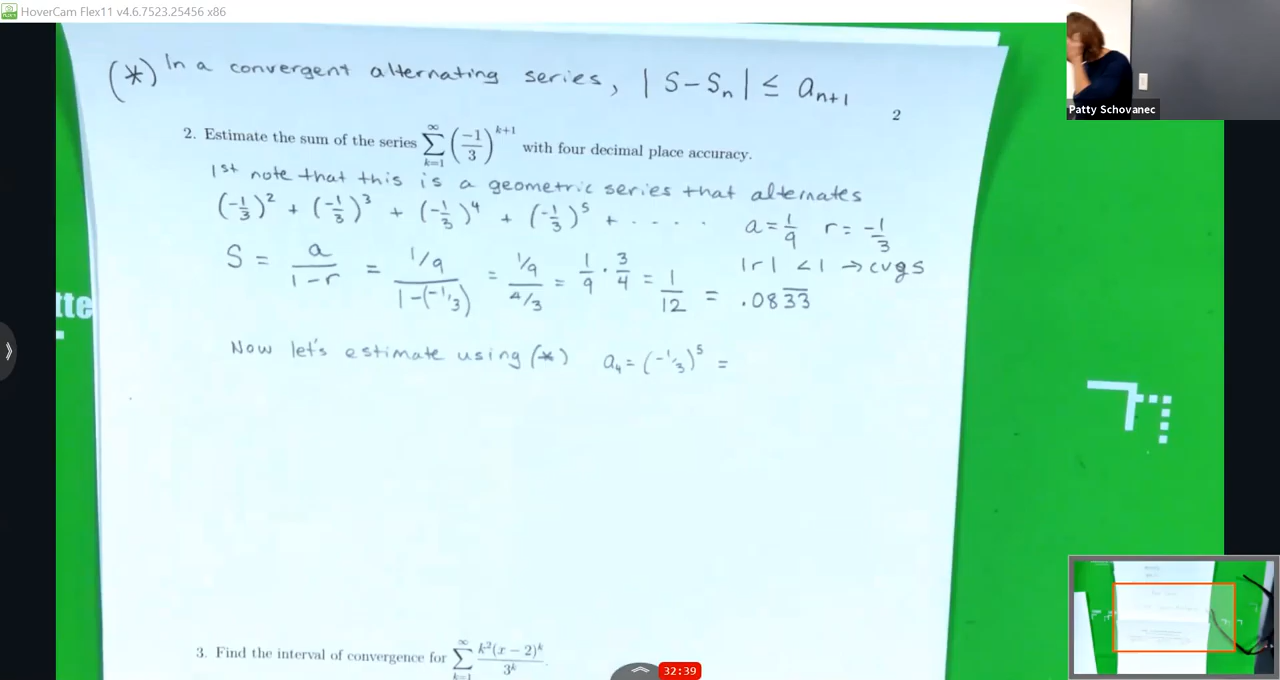 HoverCam Flex11 v4.6.7523.25456 x86
(*) In a convergent alternating series, | S - Sₙ | ≤ aₙ₊₁
2
2. Estimate the sum of the series ∑_{k=1}^{∞} (-1/3)^{k+1} with four decimal place accuracy.
1st note that this is a geometric series that alternates
(-1/3)² + (-1/3)³ + (-1/3)⁴ + (-1/3)⁵ + · · · · · a = 1/9 r = -1/3
|r| < 1 → cvgs
S = a/(1-r) = (1/9)/(1-(-1/3)) = (1/9)/(4/3) = 1/9 · 3/4 = 1/12 = .08\overline{33}
Now let's estimate using (*) a₄ = (-1/3)⁵ =
3. Find the interval of convergence for ∑_{k=1}^{∞} k²(x − 2)^k / 3^k.
tte
Patty Schovanec
32:39